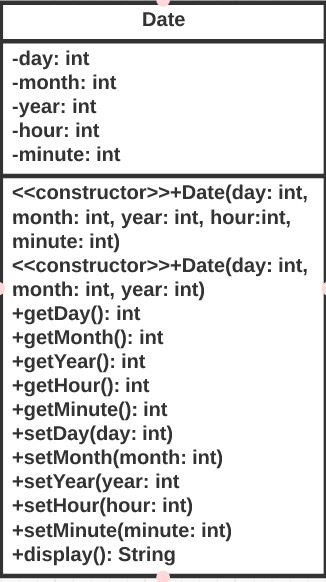 Date
-day: int
-month: int
-year: int
-hour: int
-minute: int
<<constructor>>+Date(day: int,
month: int, year: int, hour:int,
minute: int)
<<constructor>>+Date(day: int,
month: int, year: int)
+getDay(): int
+getMonth(): int
+getYear(): int
+getHour(): int
+getMinute(): int
+setDay(day: int)
+setMonth(month: int)
+setYear(year: int
+setHour(hour: int)
+setMinute(minute: int)
+display(): String